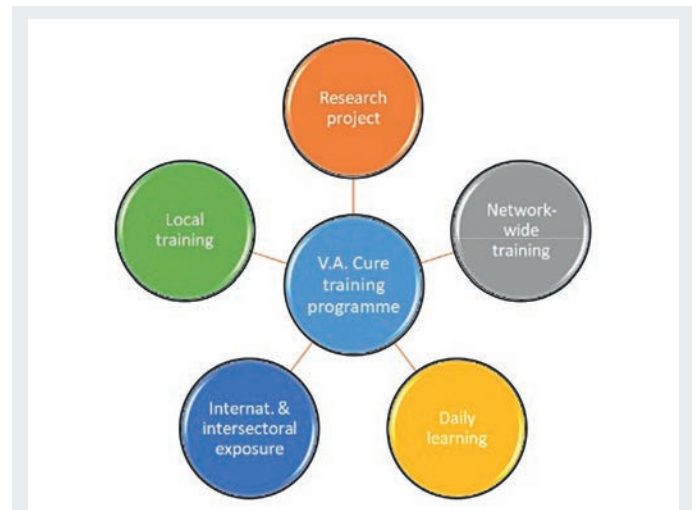 Research
project
Local
training
Network-
wide
training
V.A. Cure
training
programme
Internat. &
intersectoral
exposure
Daily
learning